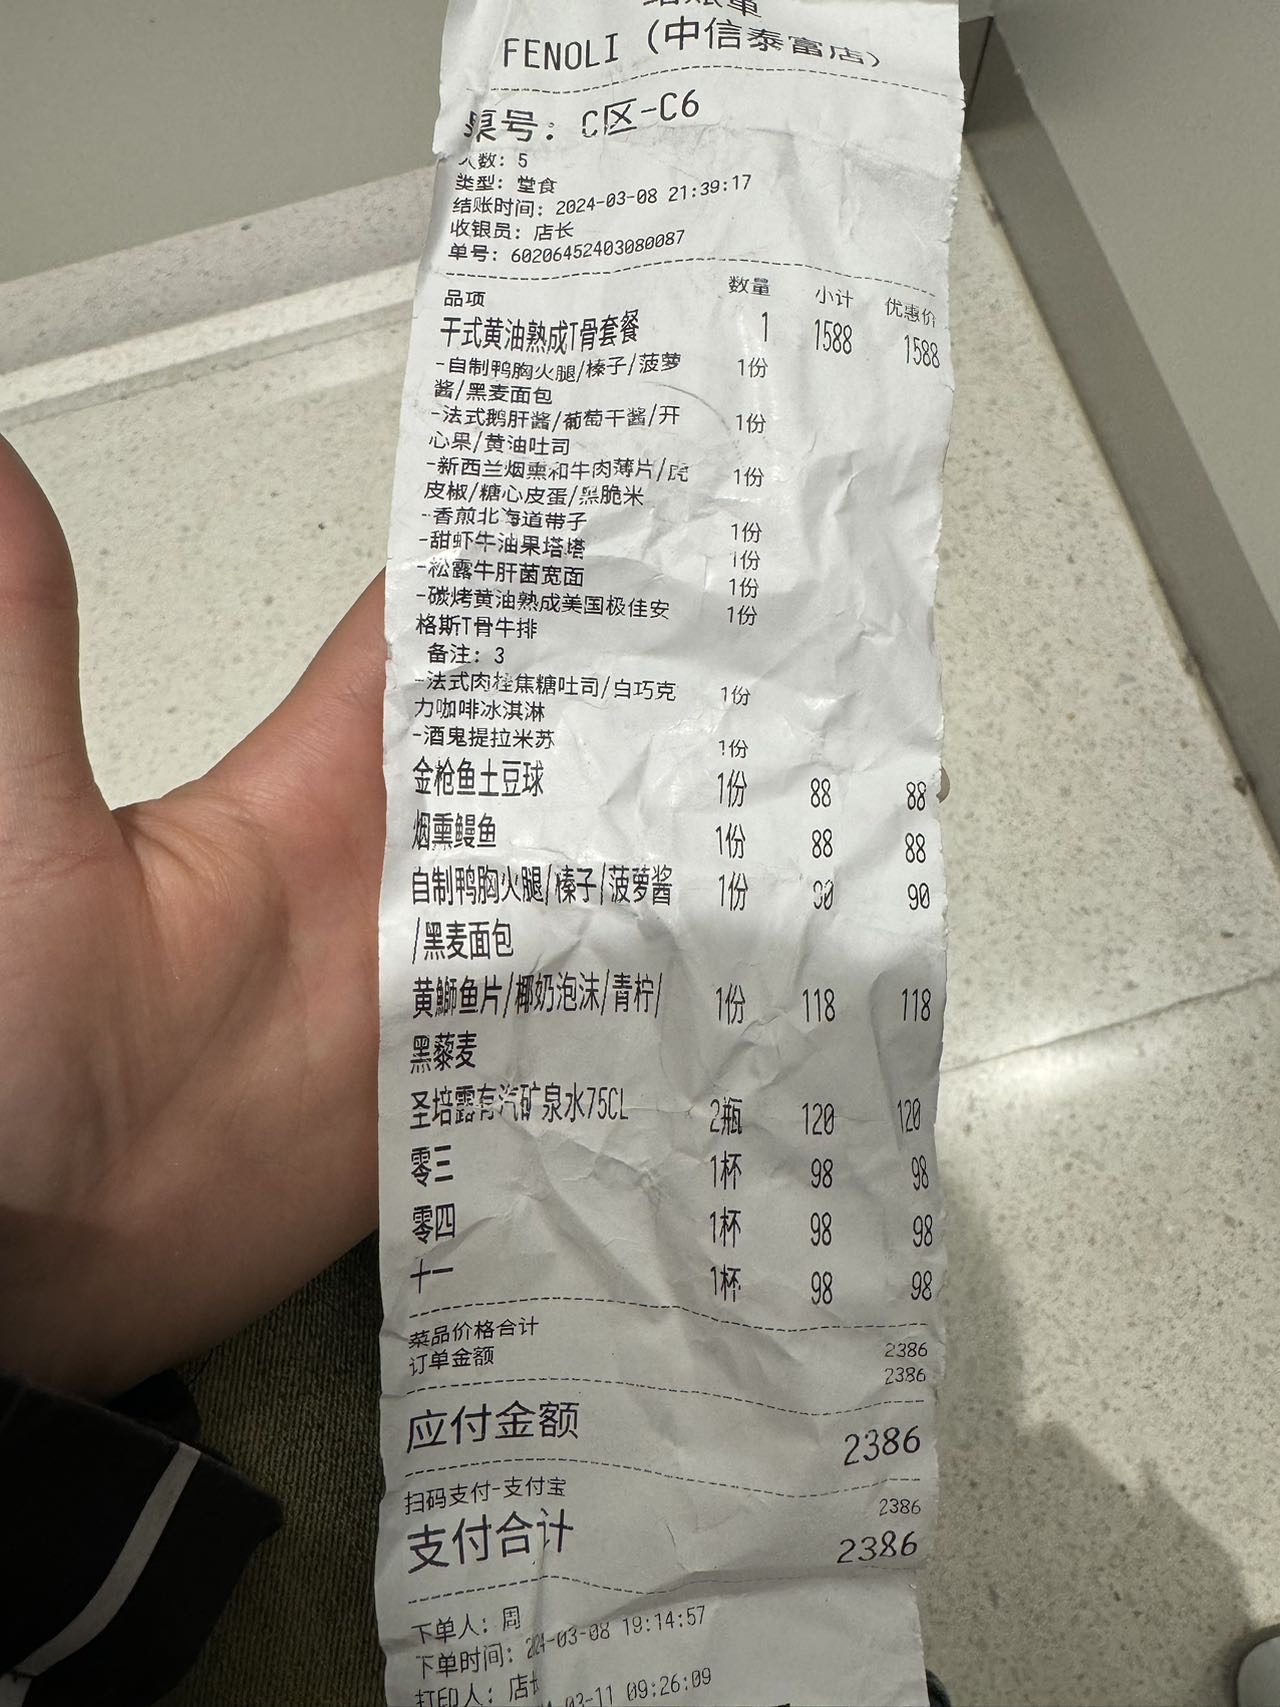 结账单
FENOLI（中信泰富店）
桌号：C区-C6
人数：5
类型：堂食
结账时间：2024-03-08 21:39:17
收银员：店长
单号：60206452403080087
品项 数量 小计 优惠价
干式黄油熟成T骨套餐 1 1588 1588
-自制鸭胸火腿/榛子/菠萝 1份
酱/黑麦面包
-法式鹅肝酱/葡萄干酱/开 1份
心果/黄油吐司
-新西兰烟熏和牛肉薄片/虎 1份
皮椒/糖心皮蛋/黑脆米
-香煎北海道带子 1份
-甜虾牛油果塔塔 1份
-松露牛肝菌宽面 1份
-碳烤黄油熟成美国极佳安 1份
格斯T骨牛排
备注：3
-法式肉桂焦糖吐司/白巧克 1份
力咖啡冰淇淋
-酒鬼提拉米苏 1份
金枪鱼土豆球 1份 88 88
烟熏鳗鱼 1份 88 88
自制鸭胸火腿/榛子/菠萝酱 1份 90 90
/黑麦面包
黄鰤鱼片/椰奶泡沫/青柠/ 1份 118 118
黑藜麦
圣培露有汽矿泉水75CL 2瓶 120 120
零三 1杯 98 98
零四 1杯 98 98
十一 1杯 98 98
菜品价格合计 2386
订单金额 2386
应付金额 2386
扫码支付-支付宝 2386
支付合计 2386
下单人：周
下单时间：2024-03-08 19:14:57
打印人：店长
03-11 09:26:09